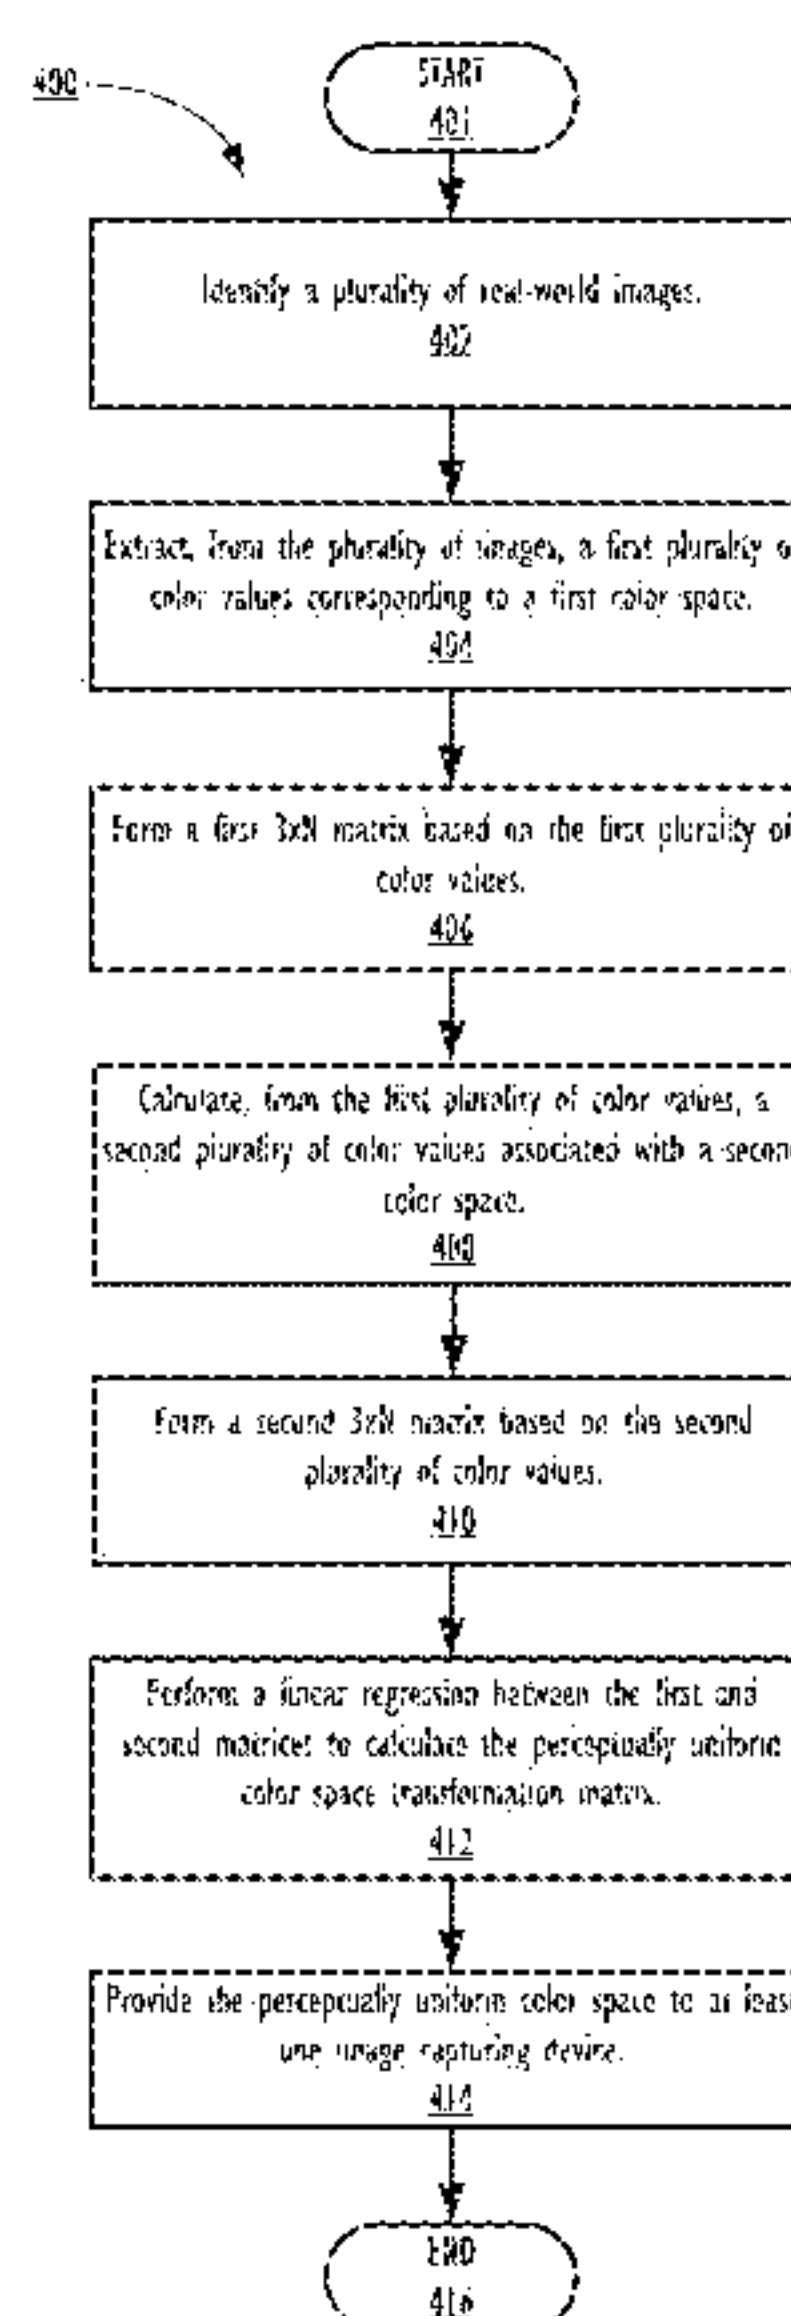 400
START
401
Identify a plurality of real-world images.
402
Extract, from the plurality of images, a first plurality o
color values corresponding to a first color space.
404
Form a first 3xN matrix based on the first plurality of
color values.
406
Calculate, from the first plurality of color values, a
second plurality of color values associated with a secon
color space.
408
Form a second 3xN matrix based on the second
plurality of color values.
410
Perform a linear regression between the first and
second matrices to calculate the perceptually uniform
color space transformation matrix.
412
Provide the perceptually uniform color space to at leas
one image capturing device.
414
END
416